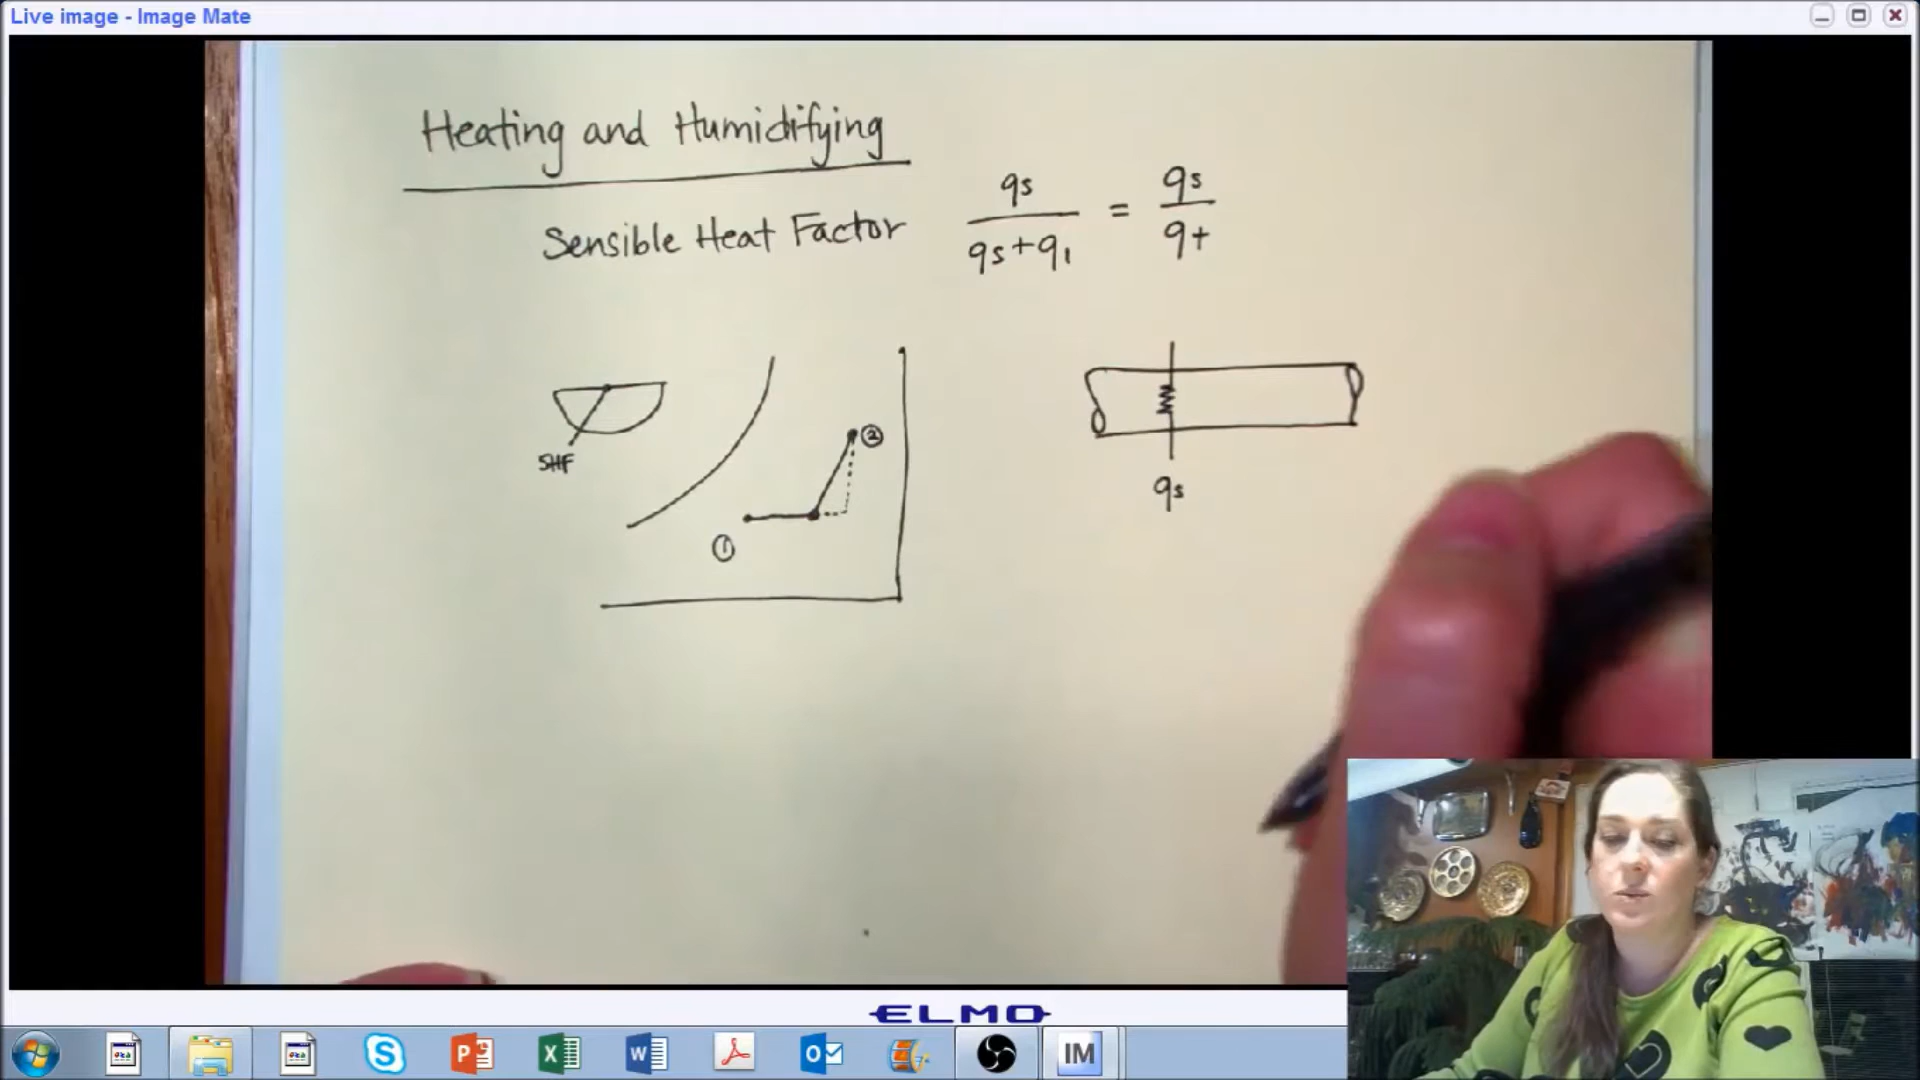 Live image - Image Mate
Heating and Humidifying
Sensible Heat Factor qs / qs+ql = qs / qt
SHF
②
①
qs
ELMO
IM